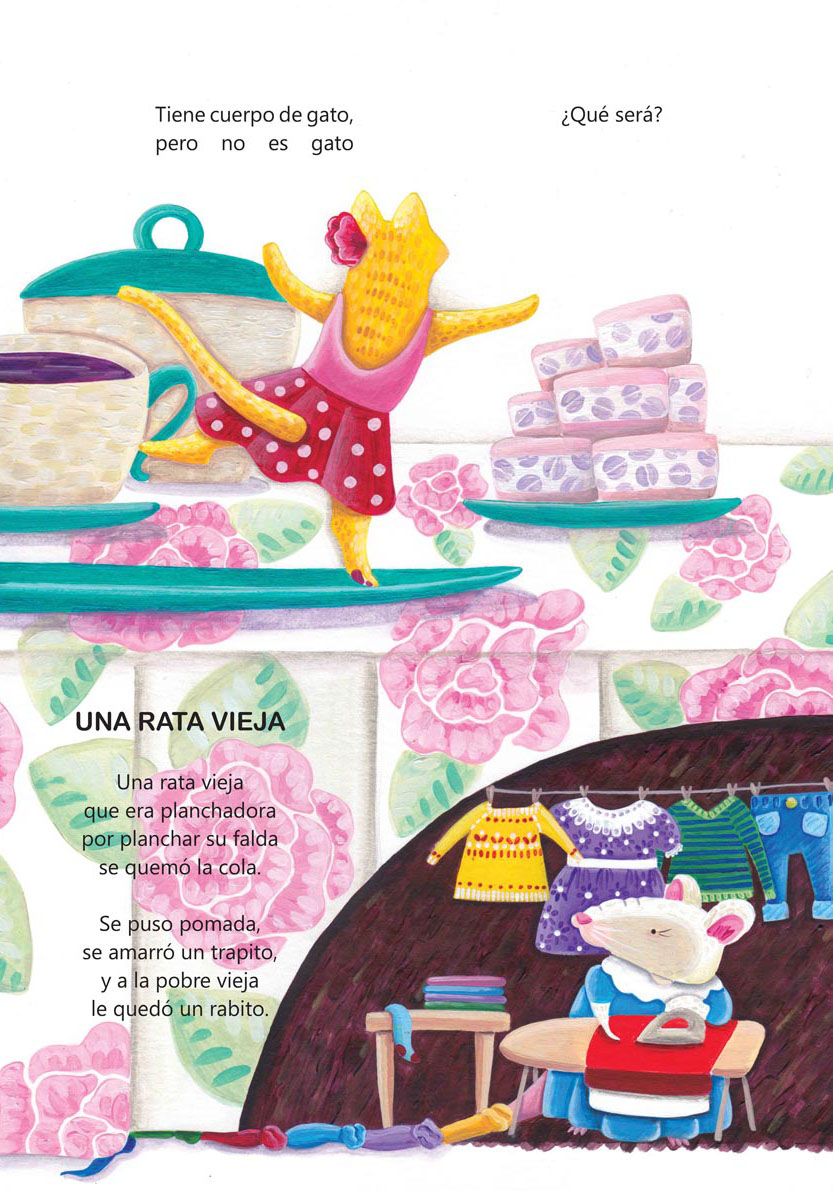 Tiene cuerpo de gato,
pero no es gato
¿Qué será?
UNA RATA VIEJA
Una rata vieja
que era planchadora
por planchar su falda
se quemó la cola.
Se puso pomada,
se amarró un trapito,
y a la pobre vieja
le quedó un rabito.